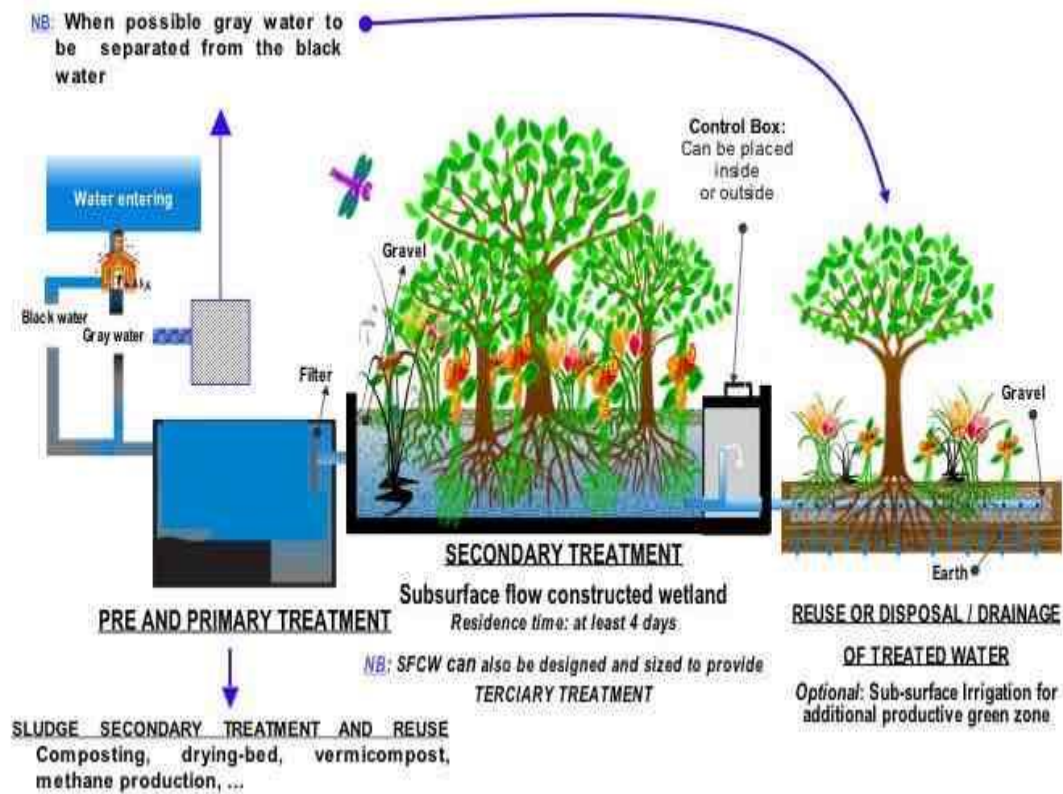 NB: When possible gray water to
be separated from the black
water
Control Box:
Can be placed
inside
or outside
Water entering
Gravel
Black water
Gray water
Filter
Gravel
Earth
SECONDARY TREATMENT
Subsurface flow constructed wetland
Residence time: at least 4 days
NB: SFCW can also be designed and sized to provide
TERCIARY TREATMENT
PRE AND PRIMARY TREATMENT
REUSE OR DISPOSAL / DRAINAGE
OF TREATED WATER
Optional: Sub-surface Irrigation for
additional productive green zone
SLUDGE SECONDARY TREATMENT AND REUSE
Composting, drying-bed, vermicompost,
methane production, ...